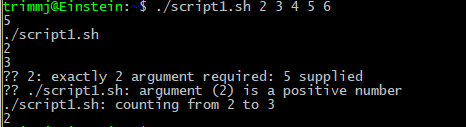 trimmj@Einstein:~$ ./script1.sh 2 3 4 5 6
5
./script1.sh
2
3
?? 2: exactly 2 argument required: 5 supplied
?? ./script1.sh: argument (2) is a positive number
./script1.sh: counting from 2 to 3
2